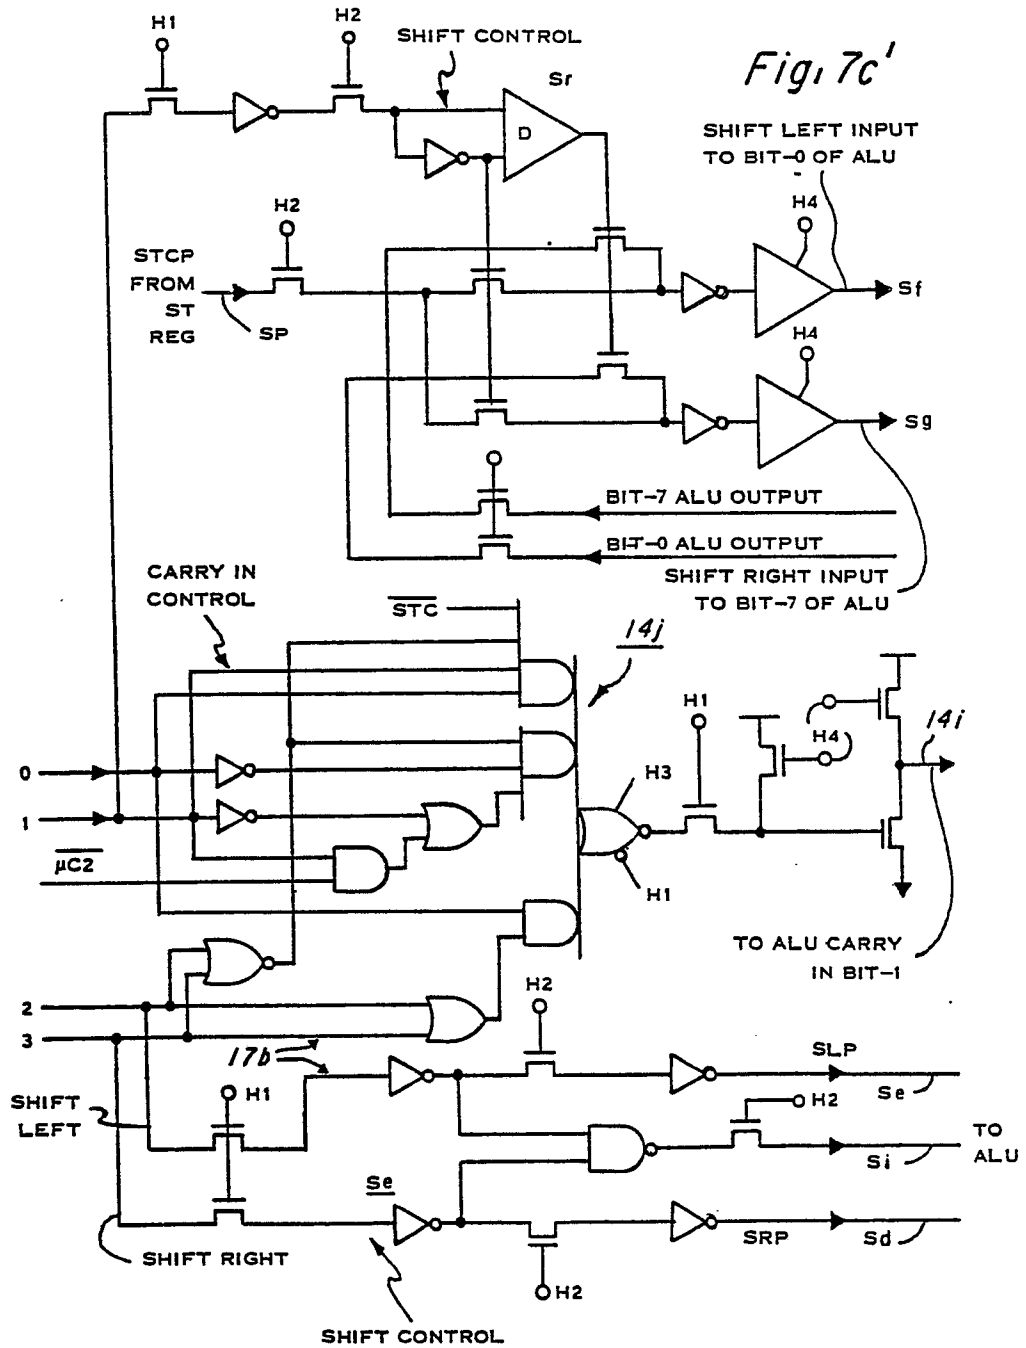 H1
H2
SHIFT CONTROL
Sr
Fig. 7c'
D
SHIFT LEFT INPUT
TO BIT-0 OF ALU
H4
H2
STCP
FROM
ST
REG
SP
Sf
H4
Sg
BIT-7 ALU OUTPUT
BIT-0 ALU OUTPUT
SHIFT RIGHT INPUT
TO BIT-7 OF ALU
CARRY IN
CONTROL
STC
14j
H1
H4
14i
0
H3
1
μC2
H1
TO ALU CARRY
IN BIT-1
2
3
H2
17b
SLP
Se
H1
SHIFT
LEFT
H2
TO
ALU
Si
Se
SRP
Sd
SHIFT RIGHT
H2
SHIFT CONTROL